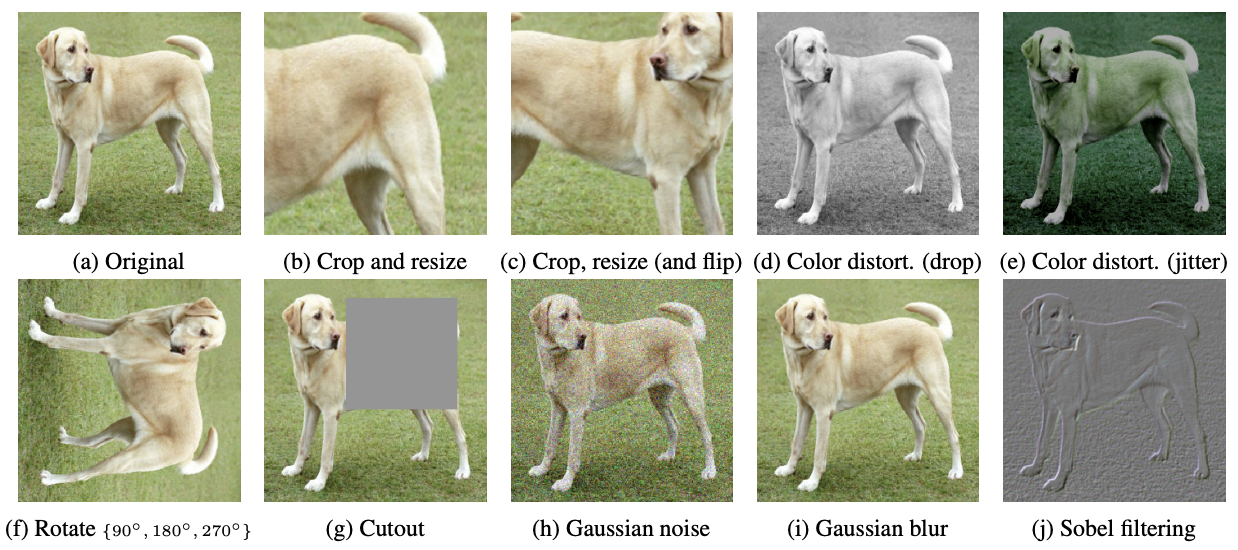 (a) Original
(b) Crop and resize
(c) Crop, resize (and flip)
(d) Color distort. (drop)
(e) Color distort. (jitter)
(f) Rotate {90°, 180°, 270°}
(g) Cutout
(h) Gaussian noise
(i) Gaussian blur
(j) Sobel filtering